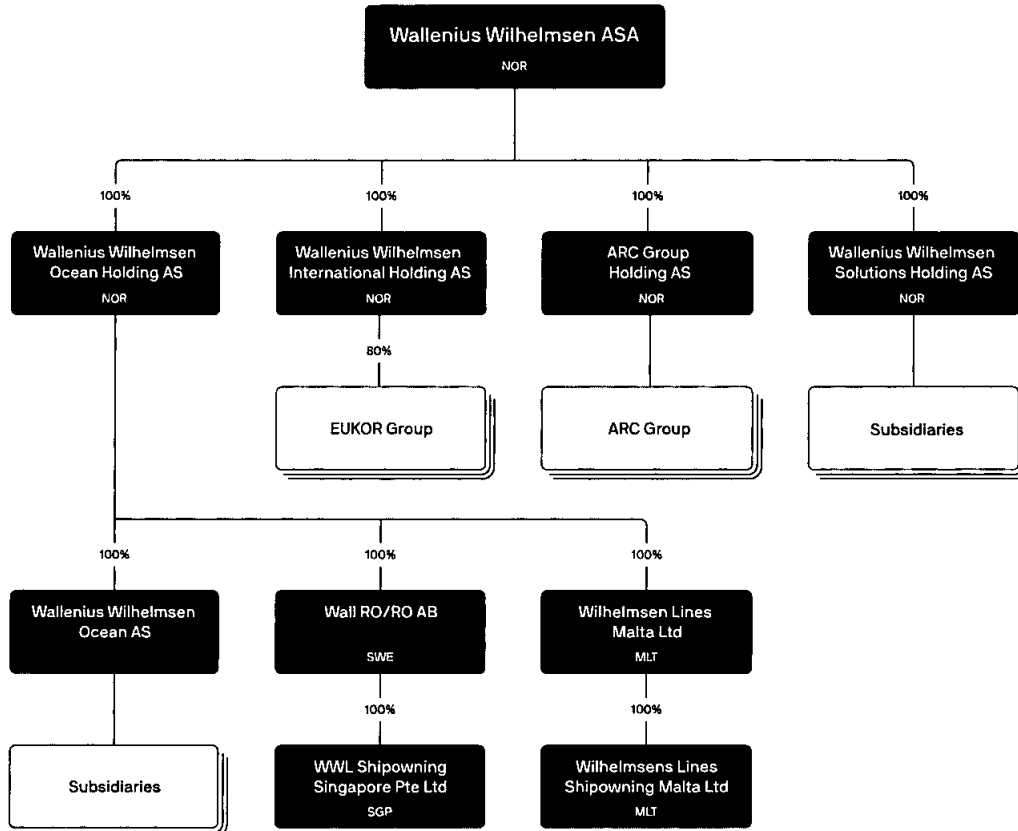 Wallenius Wilhelmsen ASA
NOR
100%
100%
100%
100%
Wallenius Wilhelmsen
Ocean Holding AS
NOR
Wallenius Wilhelmsen
International Holding AS
NOR
ARC Group
Holding AS
NOR
Wallenius Wilhelmsen
Solutions Holding AS
NOR
80%
EUKOR Group
ARC Group
Subsidiaries
100%
100%
100%
Wallenius Wilhelmsen
Ocean AS
Wall RO/RO AB
SWE
Wilhelmsen Lines
Malta Ltd
MLT
100%
100%
Subsidiaries
WWL Shipowning
Singapore Pte Ltd
SGP
Wilhelmsens Lines
Shipowning Malta Ltd
MLT